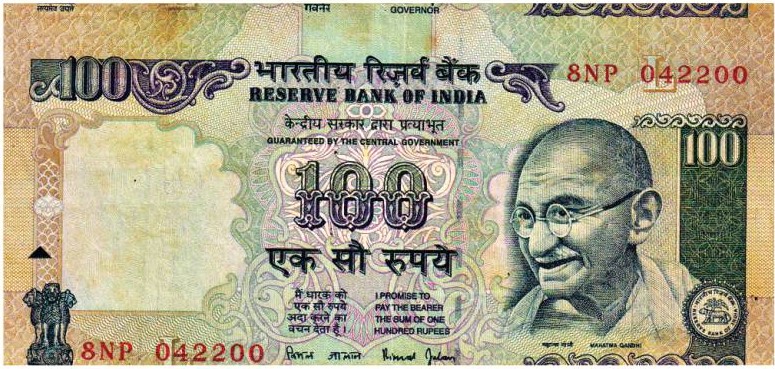 सत्यमेव जयते
गवर्नर
GOVERNOR
100
भारतीय रिज़र्व बैंक
RESERVE BANK OF INDIA
8NP 042200
केन्द्रीय सरकार द्वारा प्रत्याभूत
GUARANTEED BY THE CENTRAL GOVERNMENT
100
100
एक सौ रुपये
मैं धारक को
एक सौ रुपये
अदा करने का
वचन देता हूँ ।
I PROMISE TO
PAY THE BEARER
THE SUM OF ONE
HUNDRED RUPEES
8NP 042200
बिमल जालान
Bimal Jalan
महात्मा गांधी
MAHATMA GANDHI